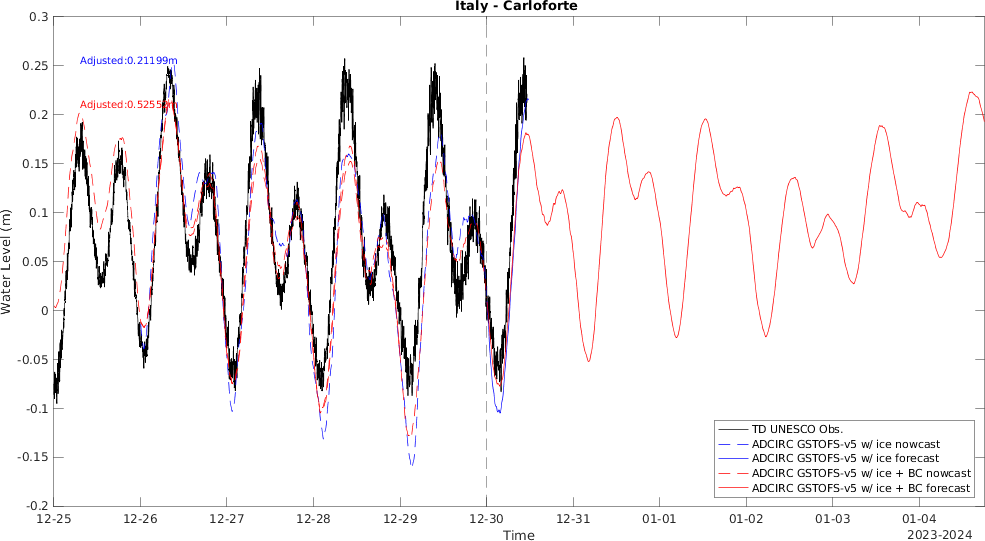 Italy - Carloforte
0.3
0.25
0.2
0.15
0.1
0.05
0
-0.05
-0.1
-0.15
-0.2
Water Level (m)
Adjusted:0.21199m
Adjusted:0.5255 m
TD UNESCO Obs.
ADCIRC GSTOFS-v5 w/ ice nowcast
ADCIRC GSTOFS-v5 w/ ice forecast
ADCIRC GSTOFS-v5 w/ ice + BC nowcast
ADCIRC GSTOFS-v5 w/ ice + BC forecast
12-25 12-26 12-27 12-28 12-29 12-30 12-31 01-01 01-02 01-03 01-04
Time
2023-2024